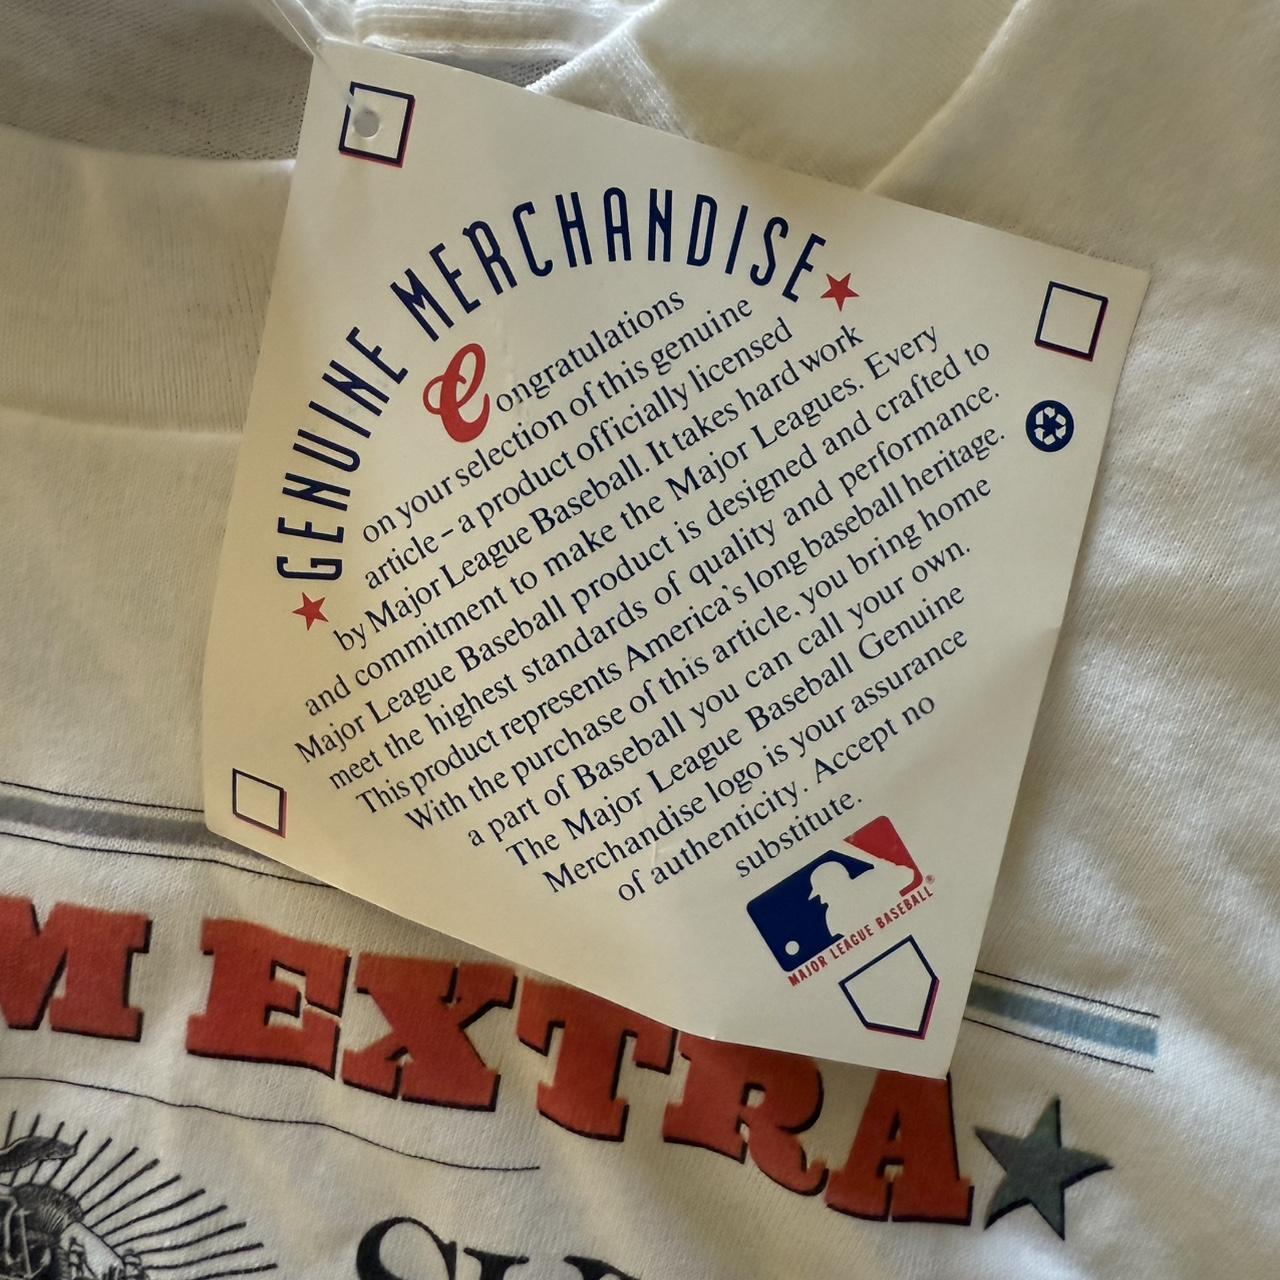 GENUINE MERCHANDISE
Congratulations
on your selection of this genuine
article – a product officially licensed
by Major League Baseball. It takes hard work
and commitment to make the Major Leagues. Every
Major League Baseball product is designed and crafted to
meet the highest standards of quality and performance.
This product represents America's long baseball heritage.
With the purchase of this article, you bring home
a part of Baseball you can call your own.
The Major League Baseball Genuine
Merchandise logo is your assurance
of authenticity. Accept no
substitute.
MAJOR LEAGUE BASEBALL®
M EXTRA